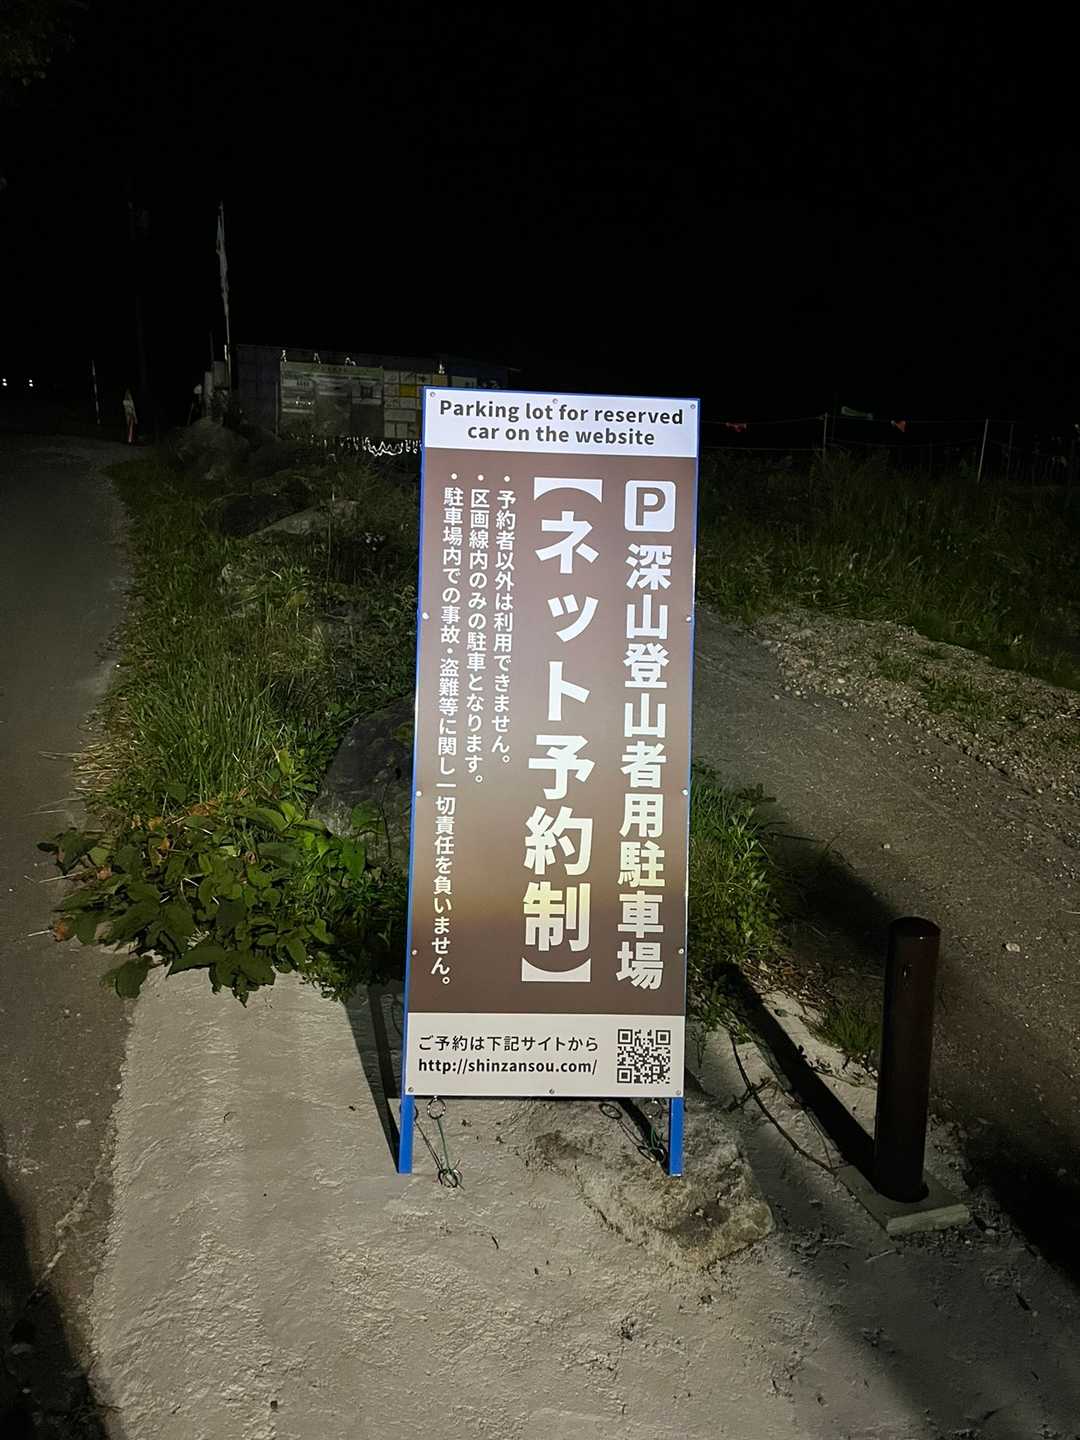 Parking lot for reserved
car on the website
P 深山登山者用駐車場
【ネット予約制】
・予約者以外は利用できません。
・区画線内のみの駐車となります。
・駐車場内での事故・盗難等に関し一切責任を負いません。
ご予約は下記サイトから
http://shinzansou.com/